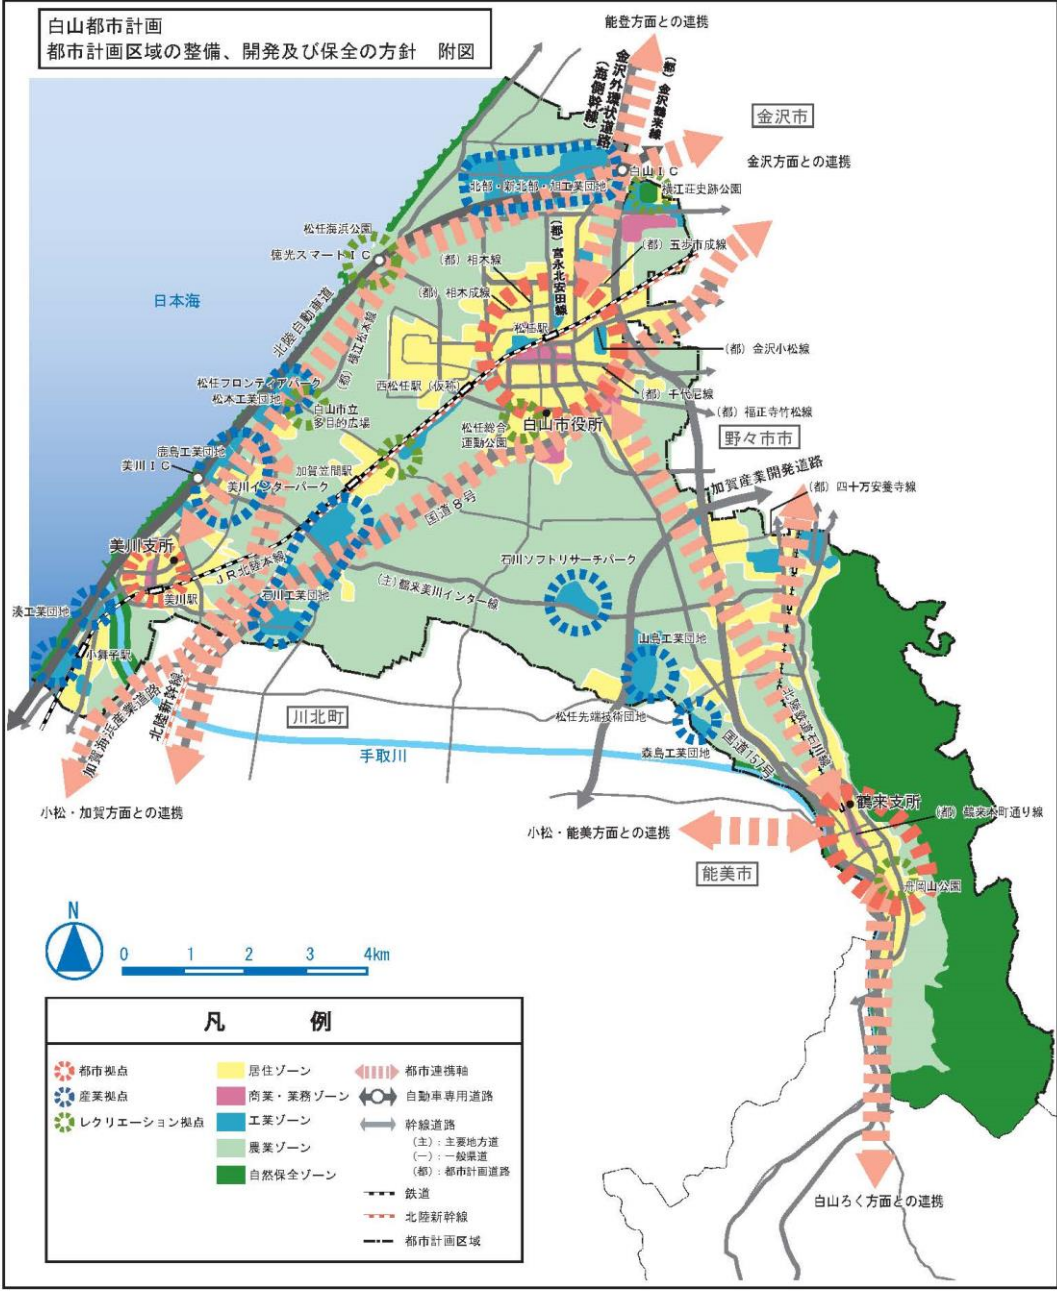 白山都市計画
都市計画区域の整備、開発及び保全の方針　附図
能登方面との連携
金沢外環状道路
(海側幹線)
(都) 金沢鶴来線
金沢市
金沢方面との連携
白山IC
北部・新北部・旭工業団地
横江荘史跡公園
松任海浜公園
徳光スマートIC
(都) 相木線
(都) 宮永北安田線
(都) 五歩市成線
(都) 相木成線
日本海
北陸自動車道
(都) 横江松本線
松任駅
(都) 金沢小松線
松任フロンティアパーク
松本工業団地
西松任駅 (仮称)
(都) 千代尼線
白山市立
多目的広場
松任総合
運動公園
白山市役所
(都) 福正寺竹松線
野々市市
鹿島工業団地
美川IC
美川インターパーク
加賀笠間駅
国道8号
加賀産業開発道路
(都) 四十万安養寺線
美川支所
JR北陸本線
石川ソフトリサーチパーク
(主) 鶴来美川インター線
美川駅
石川工業団地
湊工業団地
小舞子駅
山島工業団地
加賀海浜産業道路
北陸新幹線
川北町
手取川
松任先端技術団地
森島工業団地
国道157号
北陸鉄道石川線
小松・加賀方面との連携
鶴来支所
(都) 鶴来本町通り線
小松・能美方面との連携
能美市
舟岡山公園
N
0 1 2 3 4km
凡　例
都市拠点
産業拠点
レクリエーション拠点
居住ゾーン
商業・業務ゾーン
工業ゾーン
農業ゾーン
自然保全ゾーン
都市連携軸
自動車専用道路
幹線道路
(主)：主要地方道
(一)：一般県道
(都)：都市計画道路
鉄道
北陸新幹線
都市計画区域
白山ろく方面との連携